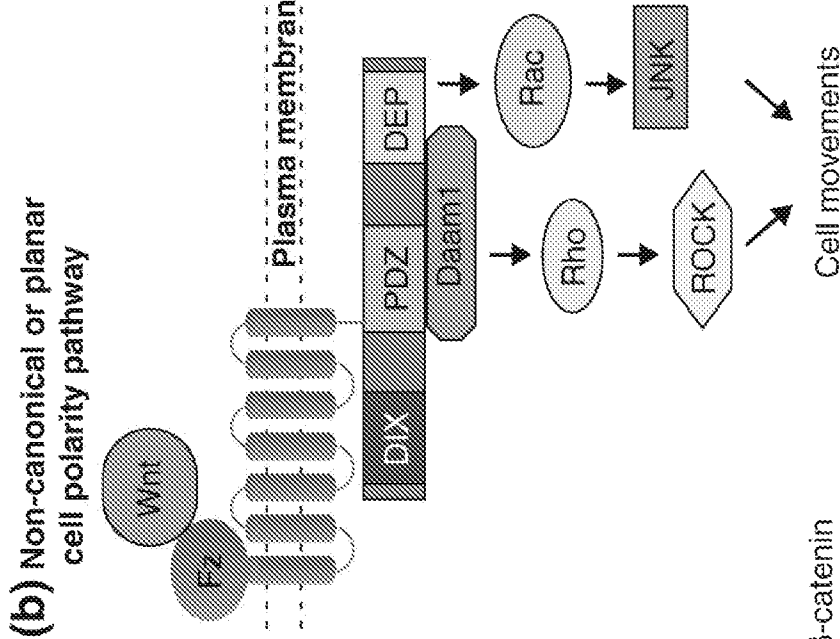 (b) Non-canonical or planar
cell polarity pathway
Wnt
Fz
Plasma membran
DIX
PDZ
DEP
Daam1
Rho
Rac
ROCK
JNK
Cell movements
-catenin